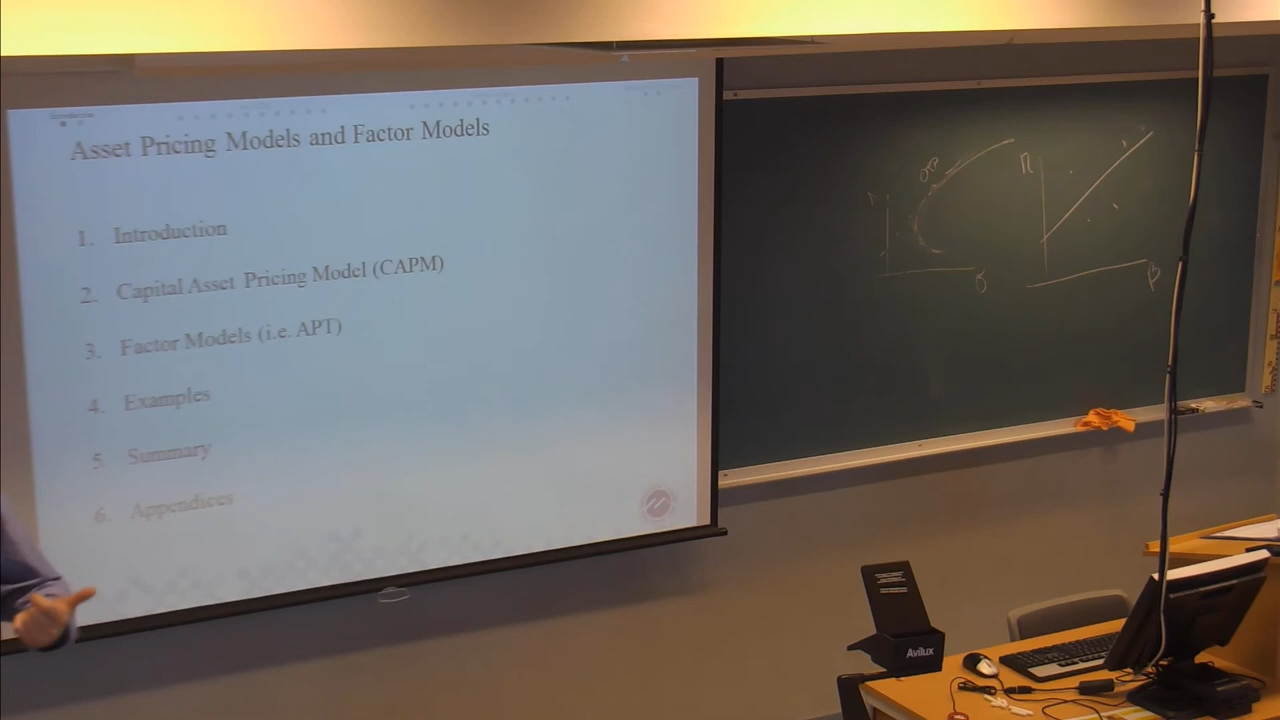 Introduction
Asset Pricing Models and Factor Models
1. Introduction
2. Capital Asset Pricing Model (CAPM)
3. Factor Models (i.e. APT)
4. Examples
5. Summary
6. Appendices
σ
β
Avilux